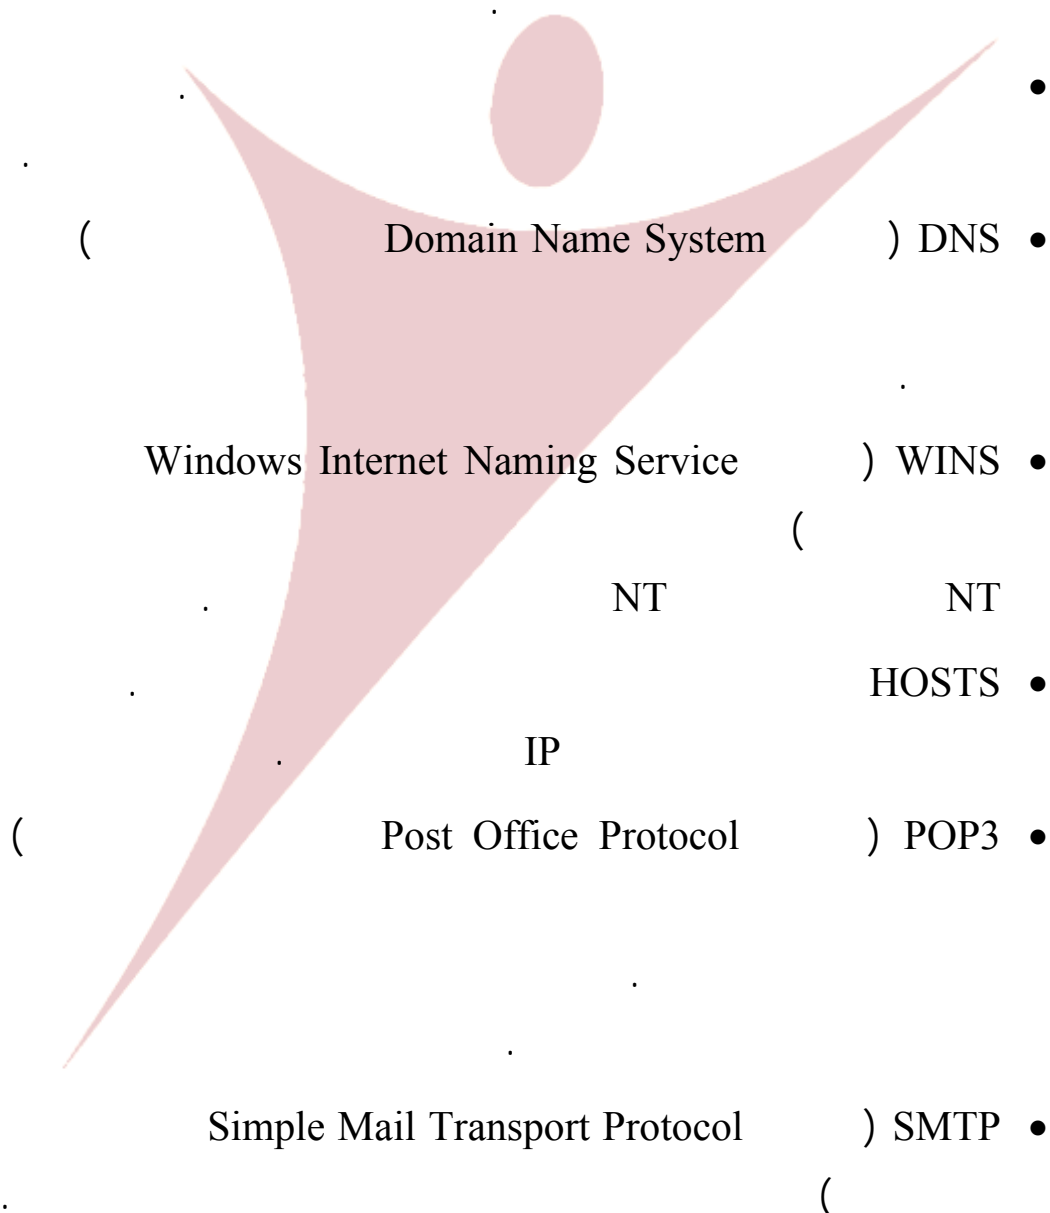 .
• .
.
• DNS ( Domain Name System )
.
• WINS ( Windows Internet Naming Service
)
NT NT .
• HOSTS .
IP .
• POP3 ( Post Office Protocol )
.
.
• SMTP ( Simple Mail Transport Protocol
) .